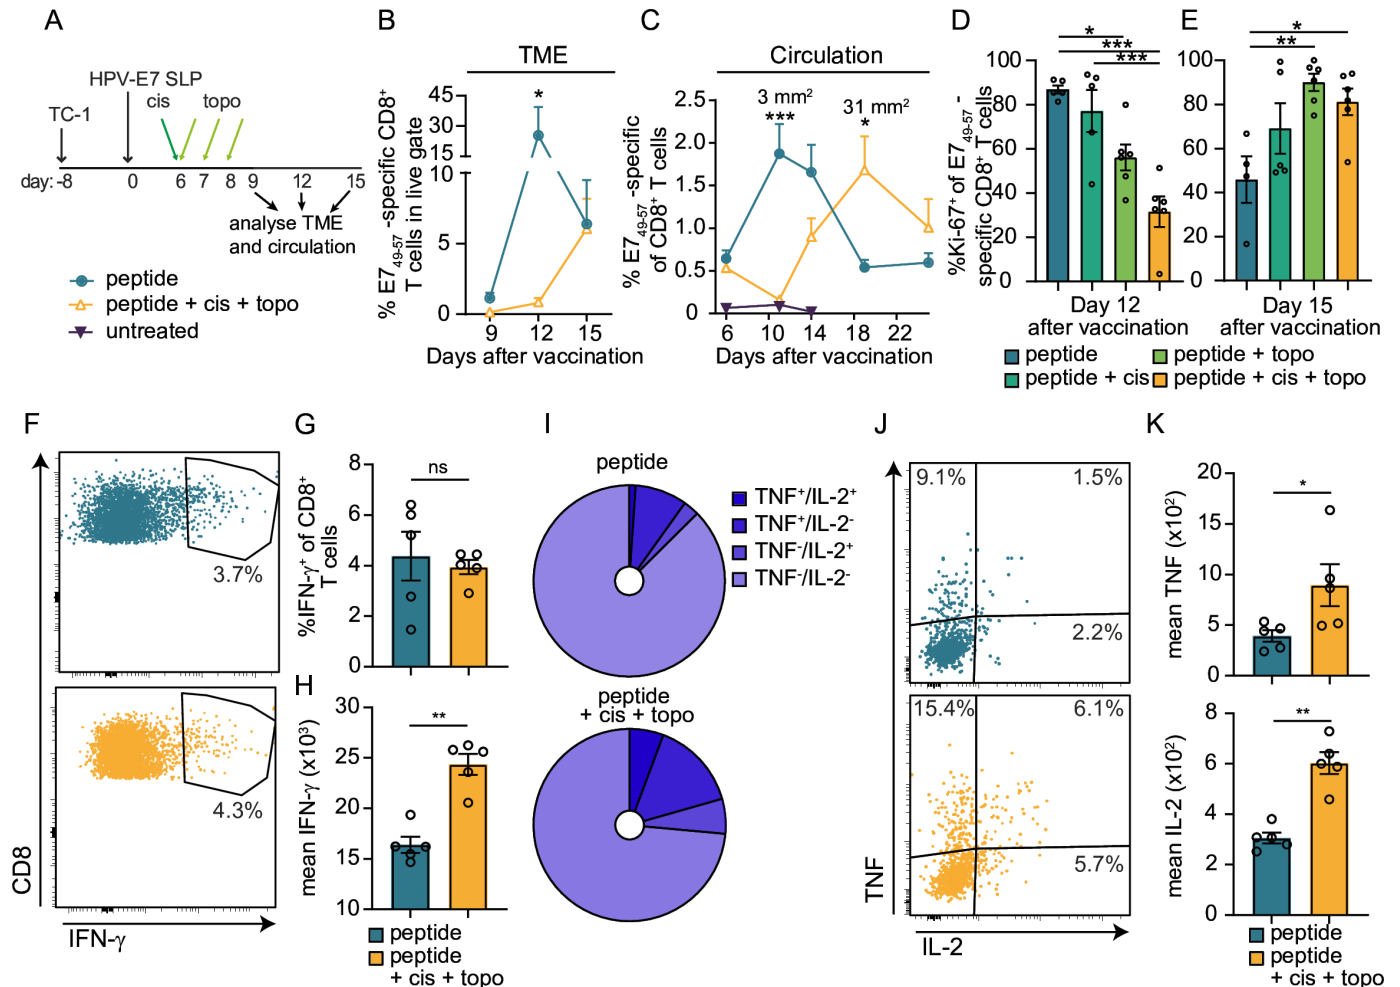 A
HPV-E7 SLP
TC-1
cis
topo
day:-8
0
6
7
8
9
12
15
analyse TME
and circulation
peptide
peptide + cis + topo
untreated
B
TME
% E7₄₉₋₅₇-specific CD8⁺
T cells in live gate
45
30
15
10
5
0
*
9
12
15
Days after vaccination
C
Circulation
% E7₄₉₋₅₇-specific
of CD8⁺ T cells
2.5
2.0
1.5
1.0
0.5
0
3 mm²
***
31 mm²
*
6
10
14
18
22
Days after vaccination
D
%Ki-67⁺ of E7₄₉₋₅₇-
specific CD8⁺ T cells
100
80
60
40
20
0
*
***
***
Day 12
after vaccination
E
100
80
60
40
20
0
*
**
Day 15
after vaccination
peptide
peptide + topo
peptide + cis
peptide + cis + topo
F
3.7%
4.3%
CD8
IFN-γ
G
%IFN-γ⁺ of CD8⁺
T cells
8
6
4
2
0
ns
H
mean IFN-γ (x10³)
30
25
20
15
10
**
peptide
peptide
+ cis + topo
I
peptide
TNF⁺/IL-2⁺
TNF⁺/IL-2⁻
TNF⁻/IL-2⁺
TNF⁻/IL-2⁻
peptide
+ cis + topo
J
9.1%
1.5%
2.2%
15.4%
6.1%
5.7%
TNF
IL-2
K
mean TNF (x10²)
20
15
10
5
0
*
mean IL-2 (x10²)
8
6
4
2
0
**
peptide
peptide
+ cis + topo